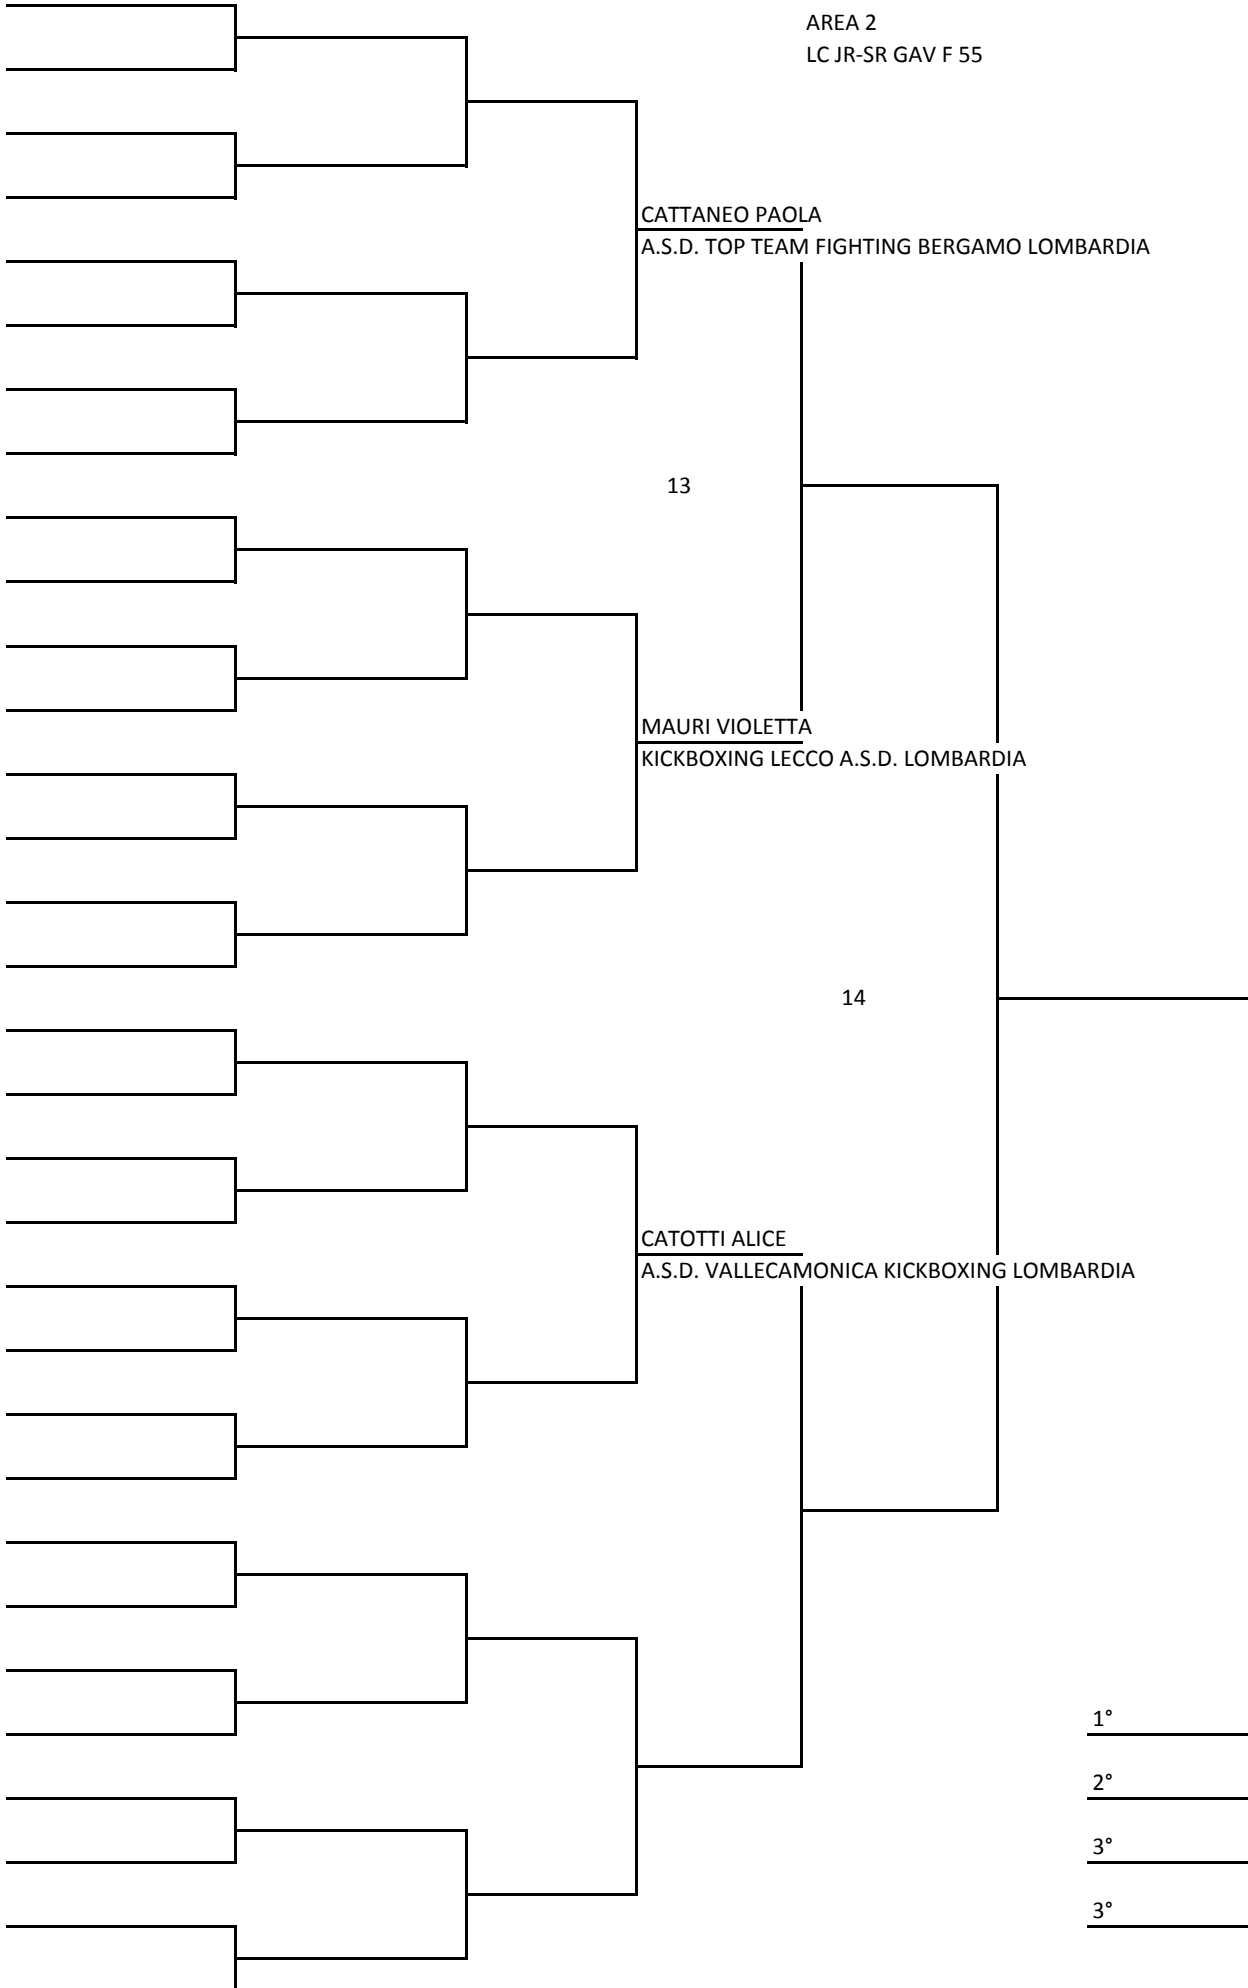 AREA 2
LC JR-SR GAV F 55
CATTANEO PAOLA
A.S.D. TOP TEAM FIGHTING BERGAMO LOMBARDIA
13
MAURI VIOLETTA
KICKBOXING LECCO A.S.D. LOMBARDIA
14
CATOTTI ALICE
A.S.D. VALLECAMONICA KICKBOXING LOMBARDIA
1°
2°
3°
3°